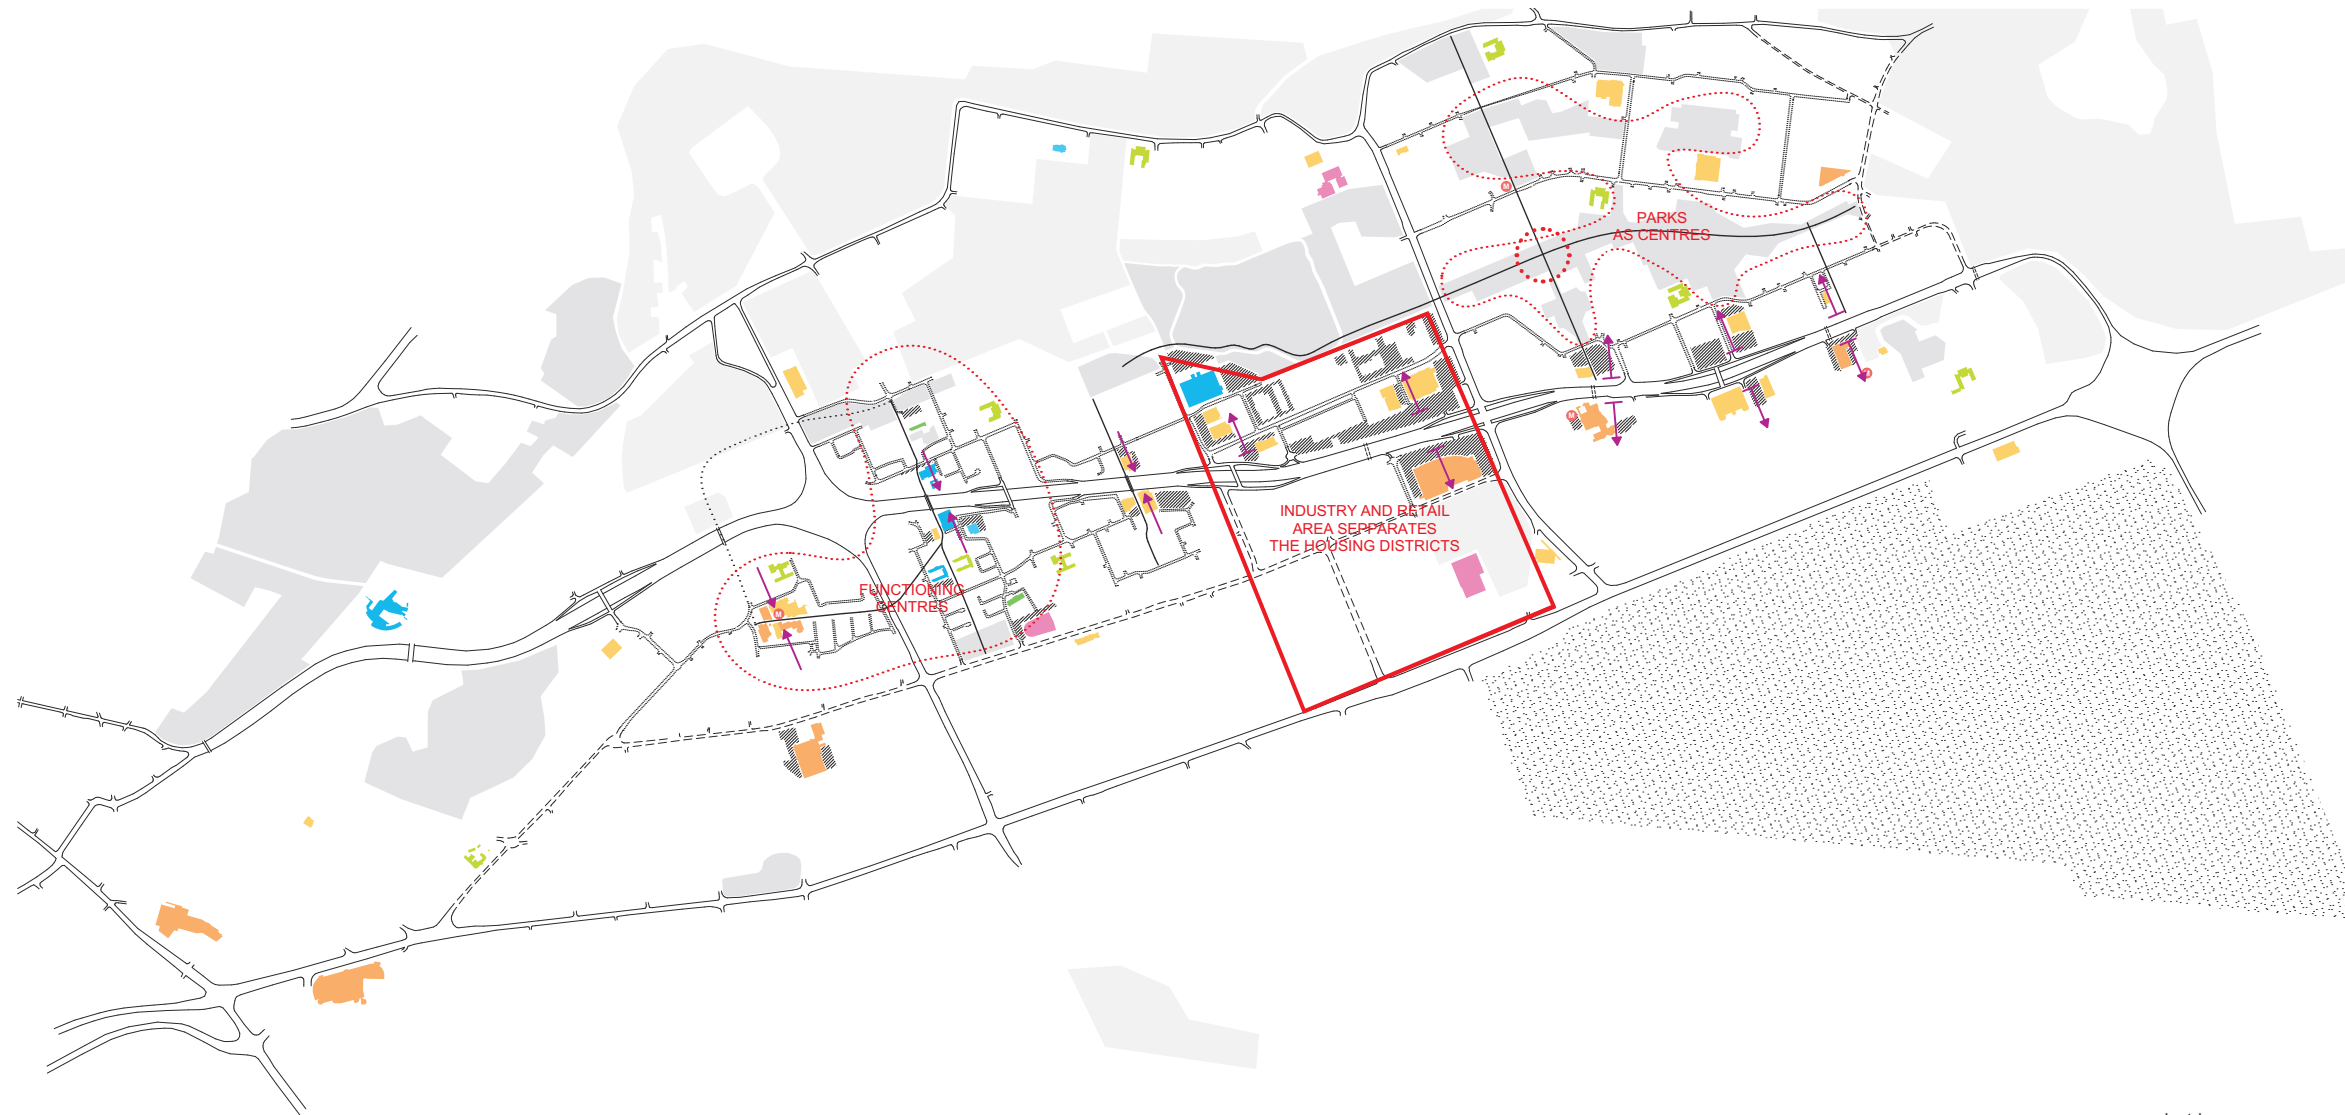 PARKS
AS CENTRES
INDUSTRY AND RETAIL
AREA SEPPARATES
THE HOUSING DISTRICTS
FUNCTIONING
CENTRES
M
M
M
M